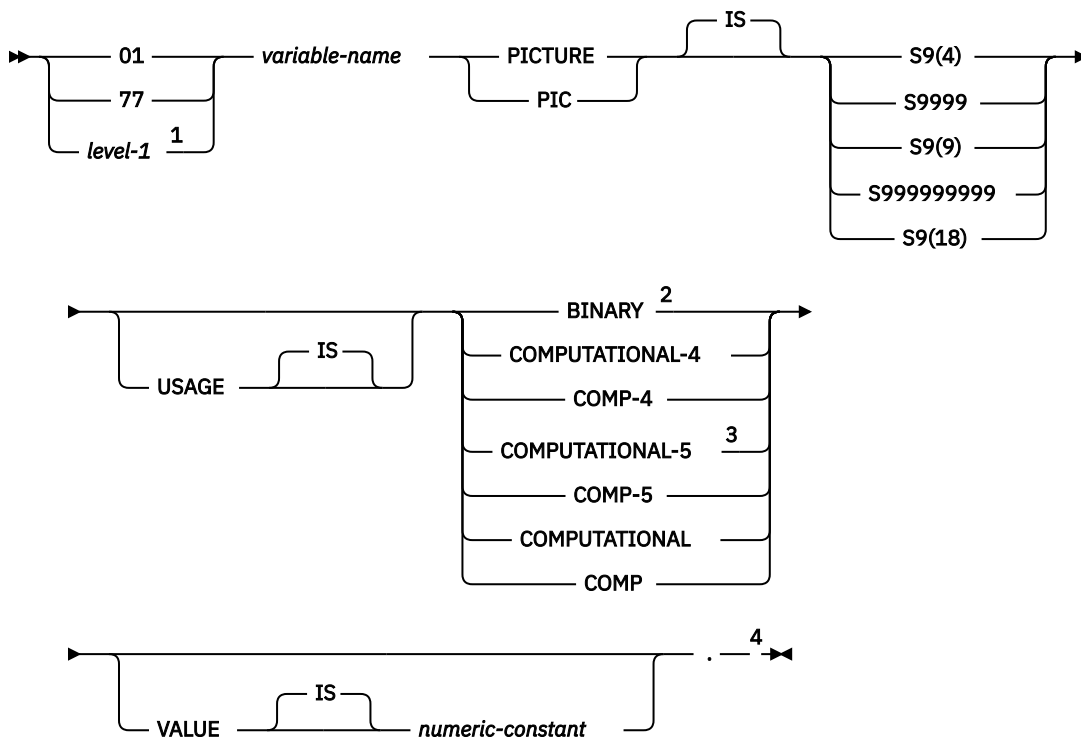 IS
01 variable-name PICTURE S9(4)
77 PIC S9999
level-1 1 S9(9)
S999999999
S9(18)
BINARY 2
IS COMPUTATIONAL-4
USAGE COMP-4
COMPUTATIONAL-5 3
COMP-5
COMPUTATIONAL
COMP
. 4
IS
VALUE numeric-constant